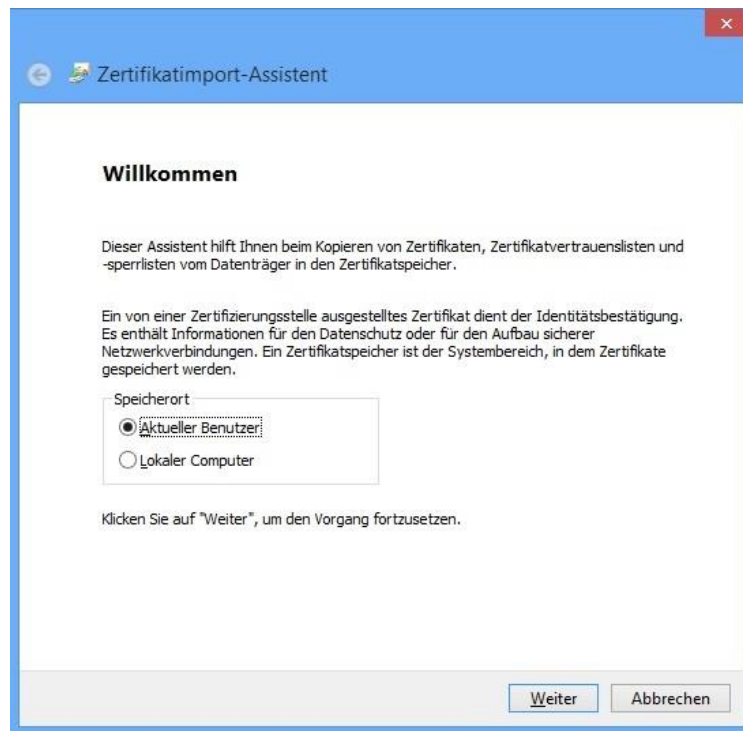 Zertifikatimport-Assistent
Willkommen
Dieser Assistent hilft Ihnen beim Kopieren von Zertifikaten, Zertifikatvertrauenslisten und
-sperrlisten vom Datenträger in den Zertifikatspeicher.
Ein von einer Zertifizierungsstelle ausgestelltes Zertifikat dient der Identitätsbestätigung.
Es enthält Informationen für den Datenschutz oder für den Aufbau sicherer
Netzwerkverbindungen. Ein Zertifikatspeicher ist der Systembereich, in dem Zertifikate
gespeichert werden.
Speicherort
Aktueller Benutzer
Lokaler Computer
Klicken Sie auf "Weiter", um den Vorgang fortzusetzen.
Weiter Abbrechen